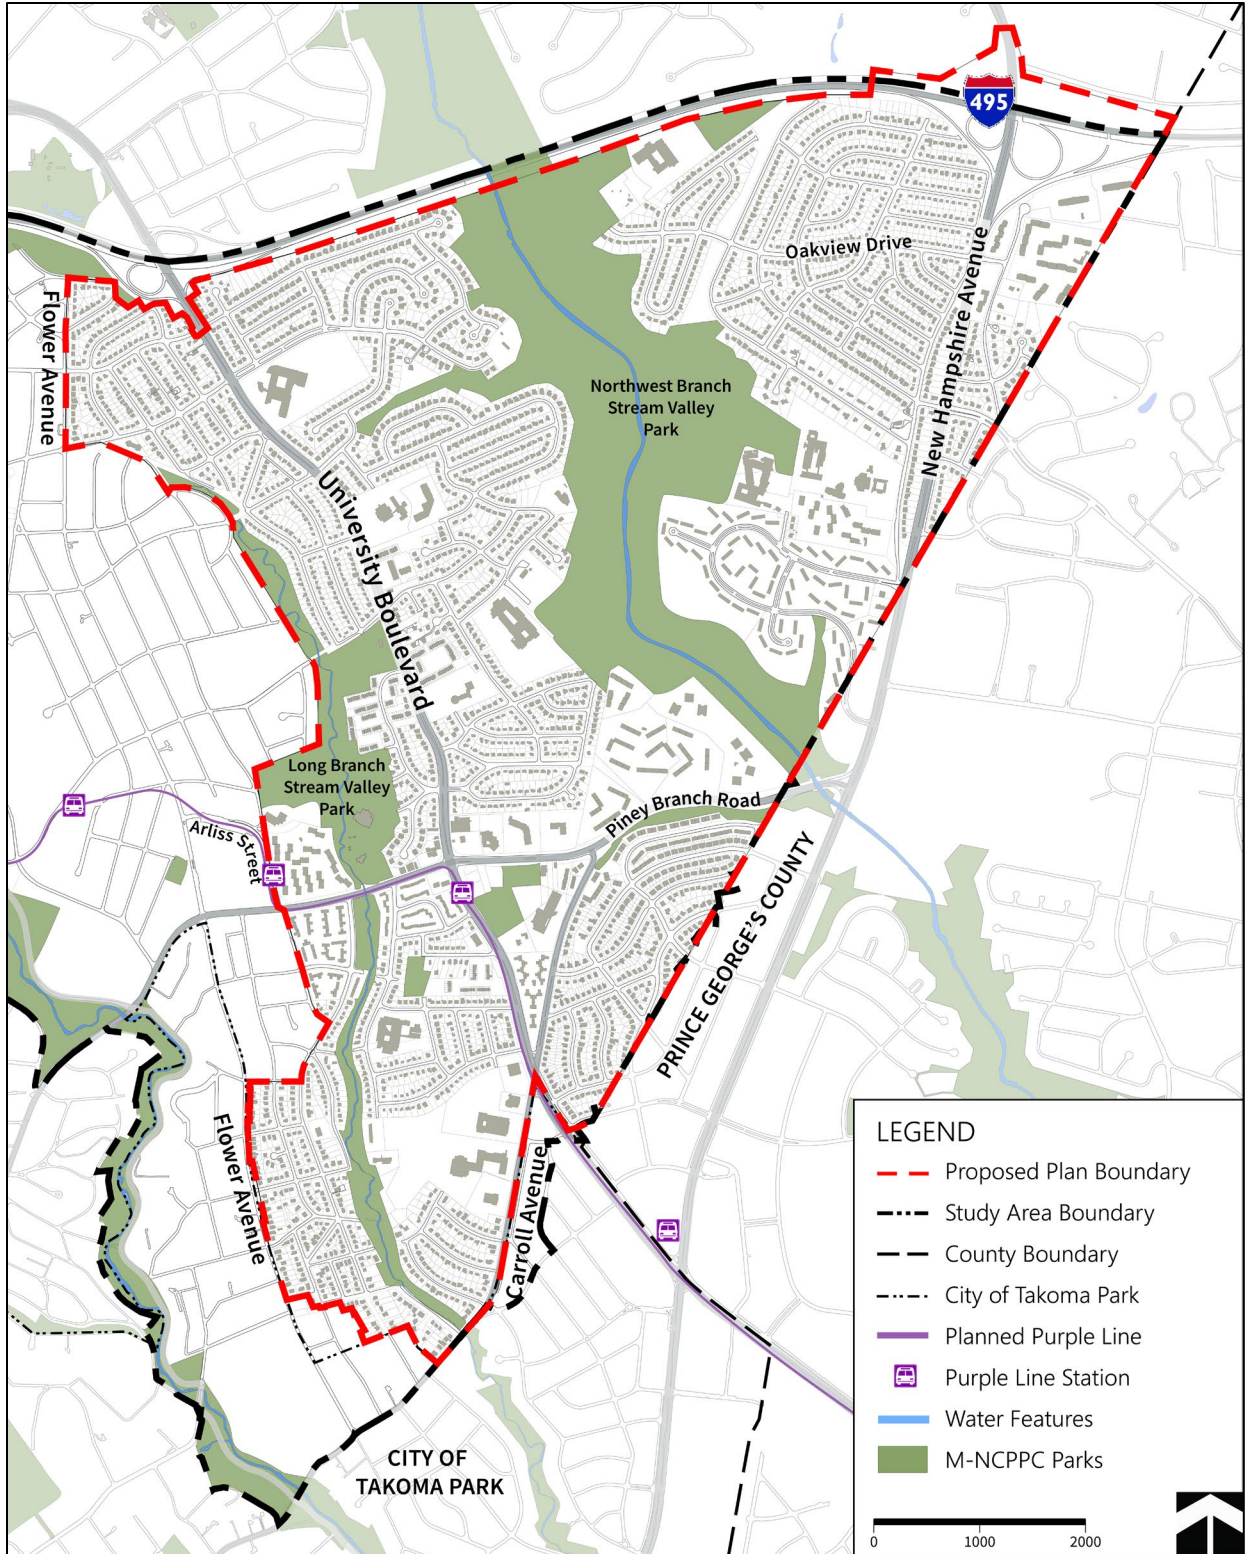 495
Oakview Drive
New Hampshire Avenue
Flower Avenue
Northwest Branch
Stream Valley
Park
University Boulevard
Long Branch
Stream Valley
Park
Piney Branch Road
Arliss Street
PRINCE GEORGE'S COUNTY
Flower Avenue
Carroll Avenue
CITY OF
TAKOMA PARK
LEGEND
Proposed Plan Boundary
Study Area Boundary
County Boundary
City of Takoma Park
Planned Purple Line
Purple Line Station
Water Features
M-NCPPC Parks
0 1000 2000